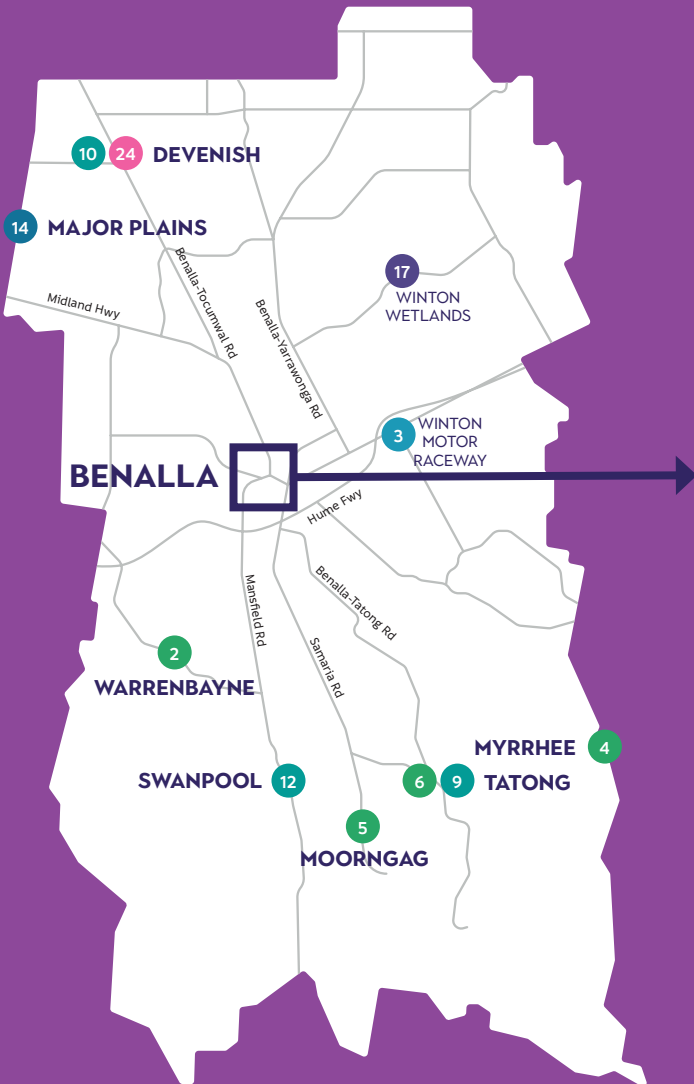 10 24 DEVENISH
14 MAJOR PLAINS
Benalla-Tocumwal Rd
17
WINTON
WETLANDS
Midland Hwy
Benalla-Yarrawonga Rd
3 WINTON
MOTOR
RACEWAY
BENALLA
Hume Fwy
Benalla-Tatong Rd
Mansfield Rd
Samaria Rd
2
WARRENBAYNE
MYRRHEE 4
SWANPOOL 12
6 9 TATONG
5
MOORNGAG